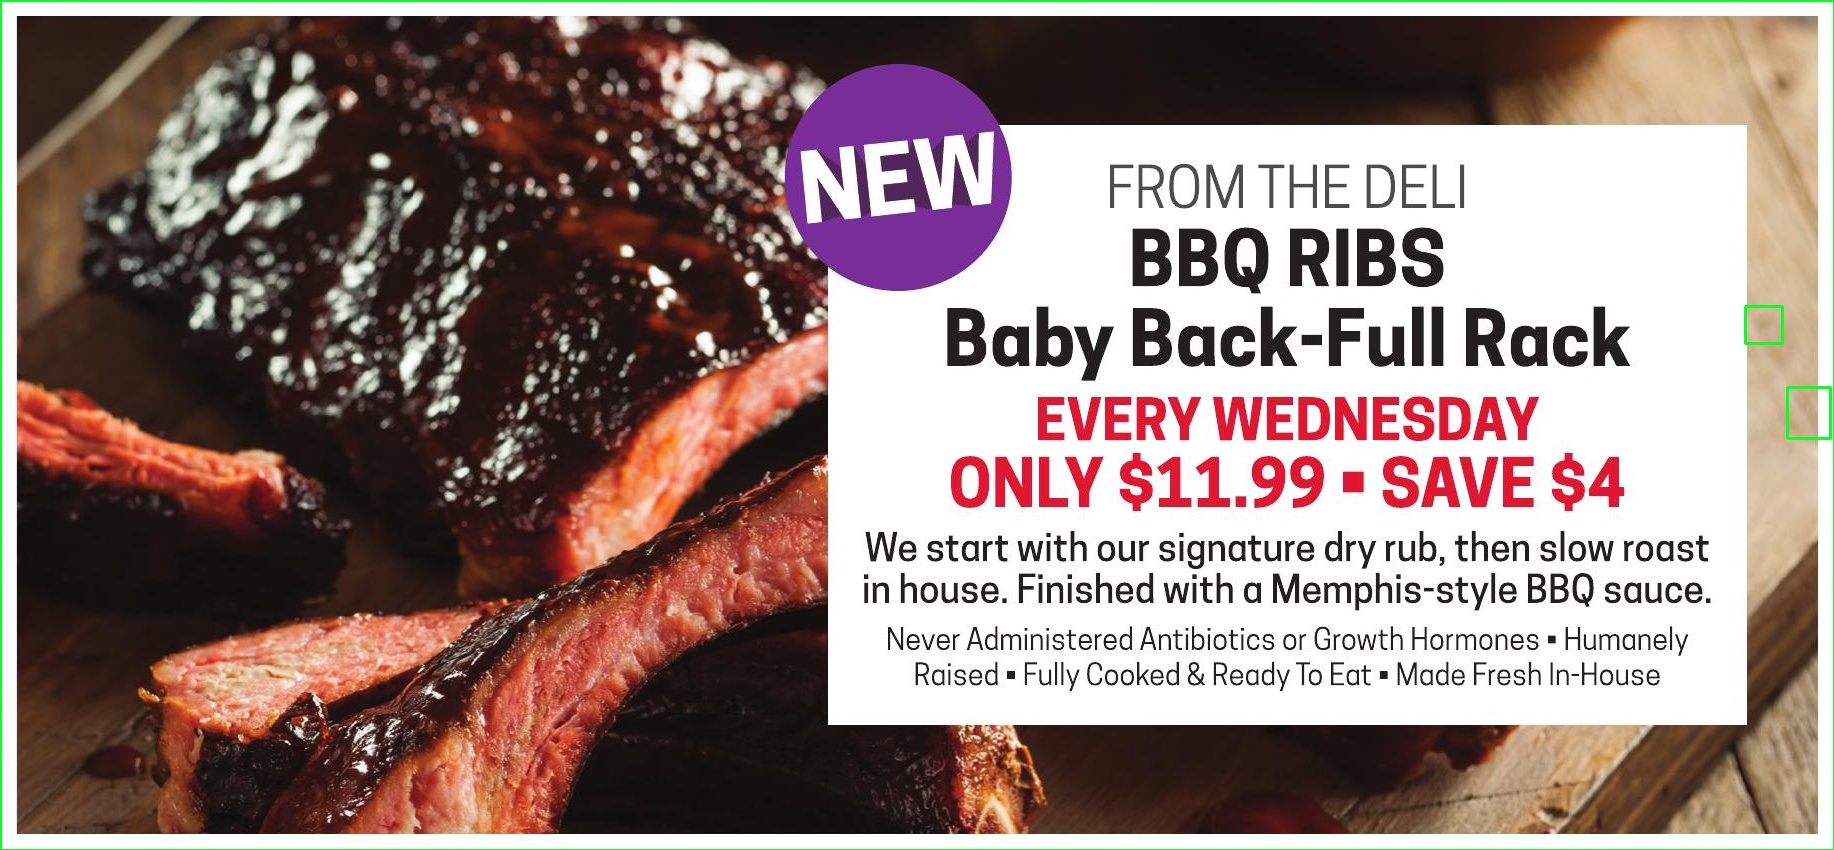 NEW
FROM THE DELI
BBQ RIBS
Baby Back-Full Rack
EVERY WEDNESDAY
ONLY $11.99 ▪ SAVE $4
We start with our signature dry rub, then slow roast
in house. Finished with a Memphis-style BBQ sauce.
Never Administered Antibiotics or Growth Hormones ▪ Humanely
Raised ▪ Fully Cooked & Ready To Eat ▪ Made Fresh In-House